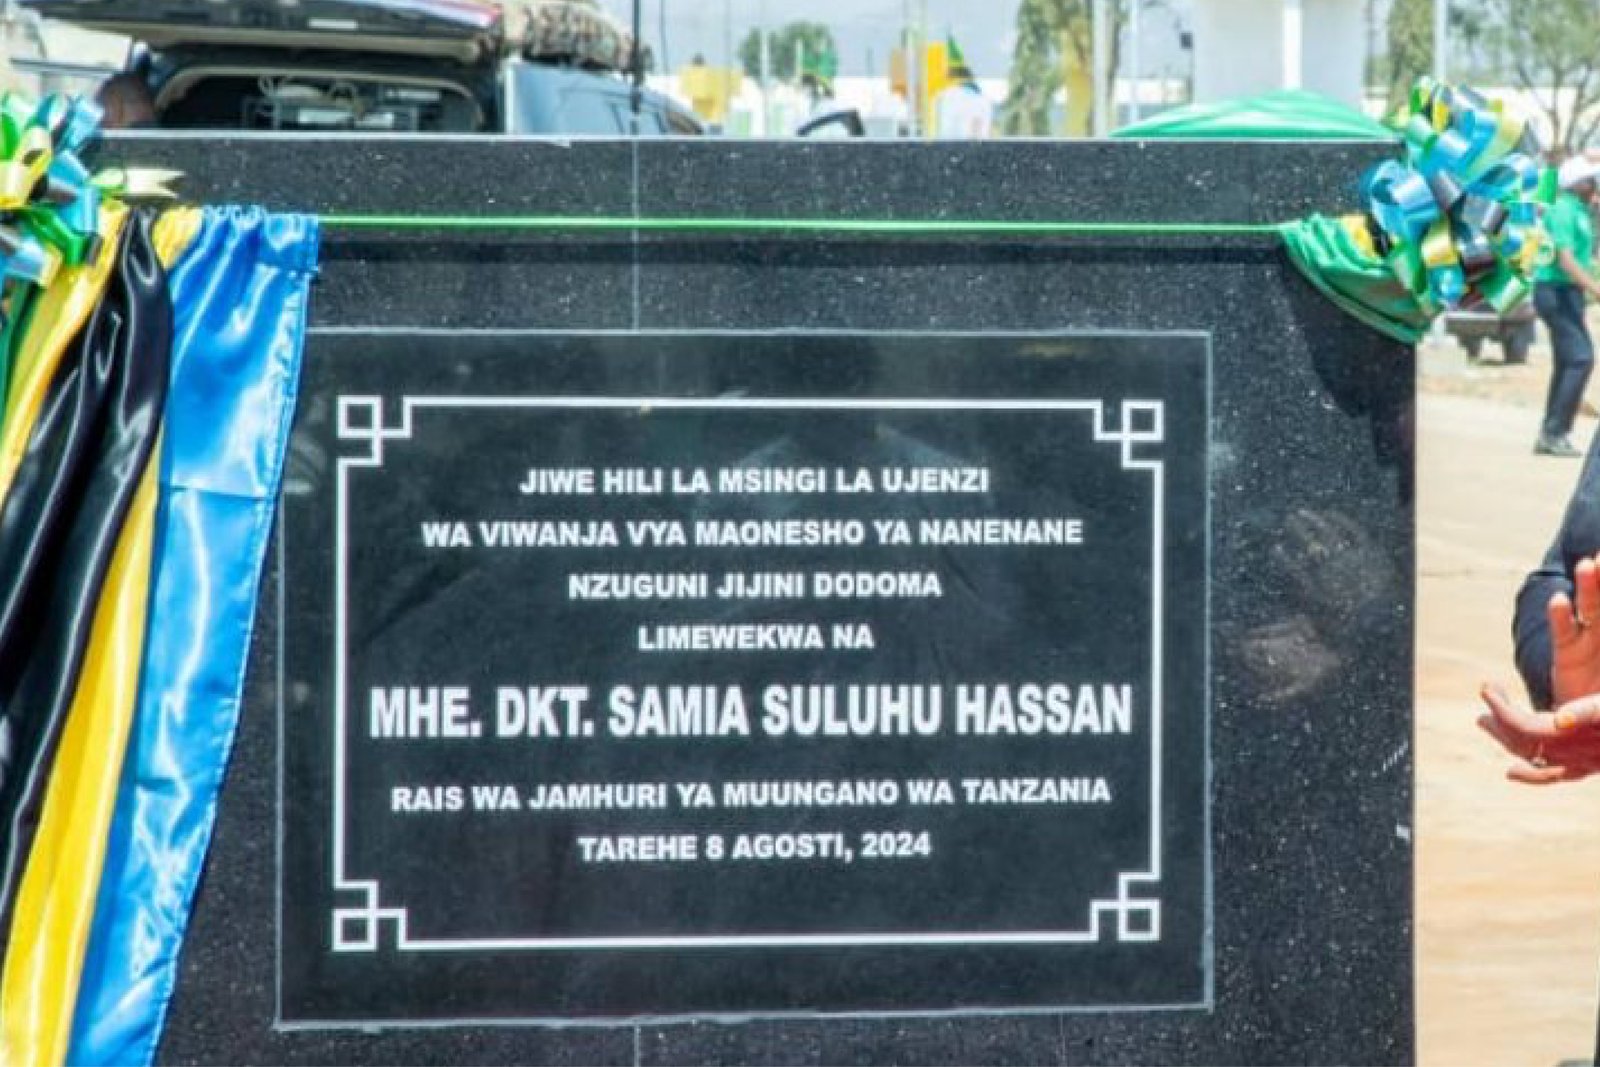 JIWE HILI LA MSINGI LA UJENZI
WA VIWANJA VYA MAONESHO YA NANENANE
NZUGUNI JIJINI DODOMA
LIMEWEKWA NA
MHE. DKT. SAMIA SULUHU HASSAN
RAIS WA JAMHURI YA MUUNGANO WA TANZANIA
TAREHE 8 AGOSTI, 2024